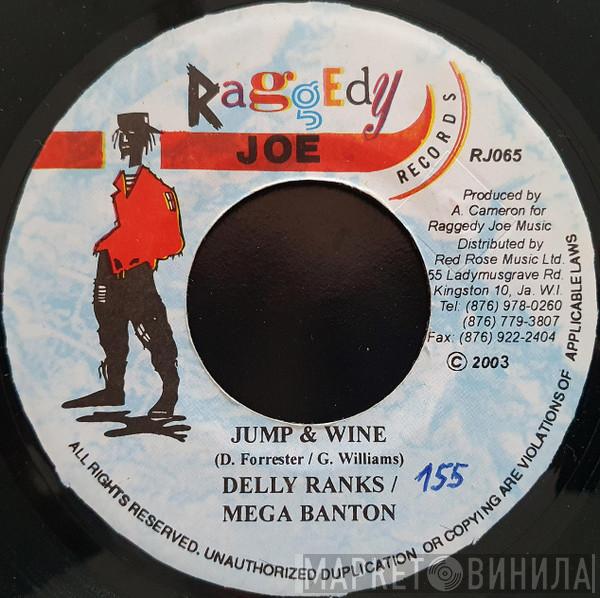 RaggEdy
JOE
RECORDS
RJ065
Produced by
A. Cameron for
Raggedy Joe Music
Distributed by
Red Rose Music Ltd.
55 Ladymusgrave Rd.
Kingston 10, Ja. W.I.
Tel: (876) 978-0260
(876) 779-3807
Fax: (876) 922-2404
© 2003
JUMP & WINE
(D. Forrester / G. Williams)
DELLY RANKS /
MEGA BANTON
155
ALL RIGHTS RESERVED. UNAUTHORIZED DUPLICATION OR COPYING ARE VIOLATIONS OF APPLICABLE LAWS
МАРКЕТ ВИНИЛА